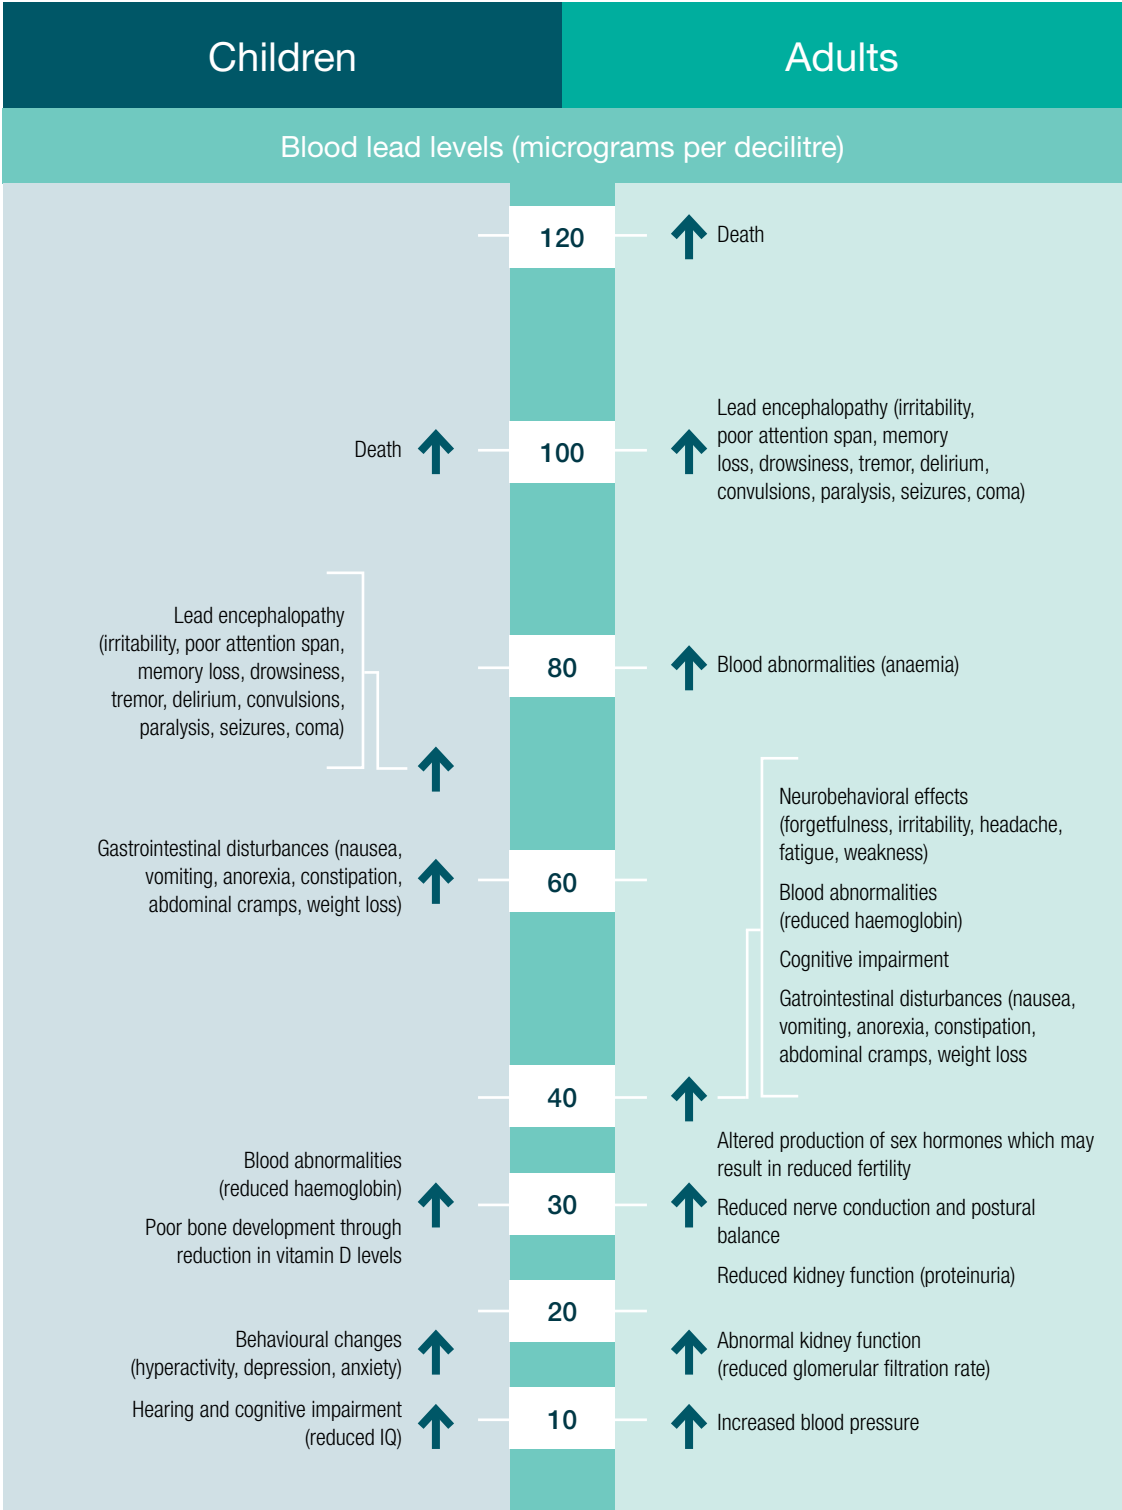 Children
Adults
Blood lead levels (micrograms per decilitre)
120
Death
Death
100
Lead encephalopathy (irritability,
poor attention span, memory
loss, drowsiness, tremor, delirium,
convulsions, paralysis, seizures, coma)
Lead encephalopathy
(irritability, poor attention span,
memory loss, drowsiness,
tremor, delirium, convulsions,
paralysis, seizures, coma)
80
Blood abnormalities (anaemia)
Gastrointestinal disturbances (nausea,
vomiting, anorexia, constipation,
abdominal cramps, weight loss)
60
Neurobehavioral effects
(forgetfulness, irritability, headache,
fatigue, weakness)
Blood abnormalities
(reduced haemoglobin)
Cognitive impairment
Gatrointestinal disturbances (nausea,
vomiting, anorexia, constipation,
abdominal cramps, weight loss
40
Blood abnormalities
(reduced haemoglobin)
Poor bone development through
reduction in vitamin D levels
30
Altered production of sex hormones which may
result in reduced fertility
Reduced nerve conduction and postural
balance
Reduced kidney function (proteinuria)
20
Behavioural changes
(hyperactivity, depression, anxiety)
Abnormal kidney function
(reduced glomerular filtration rate)
Hearing and cognitive impairment
(reduced IQ)
10
Increased blood pressure